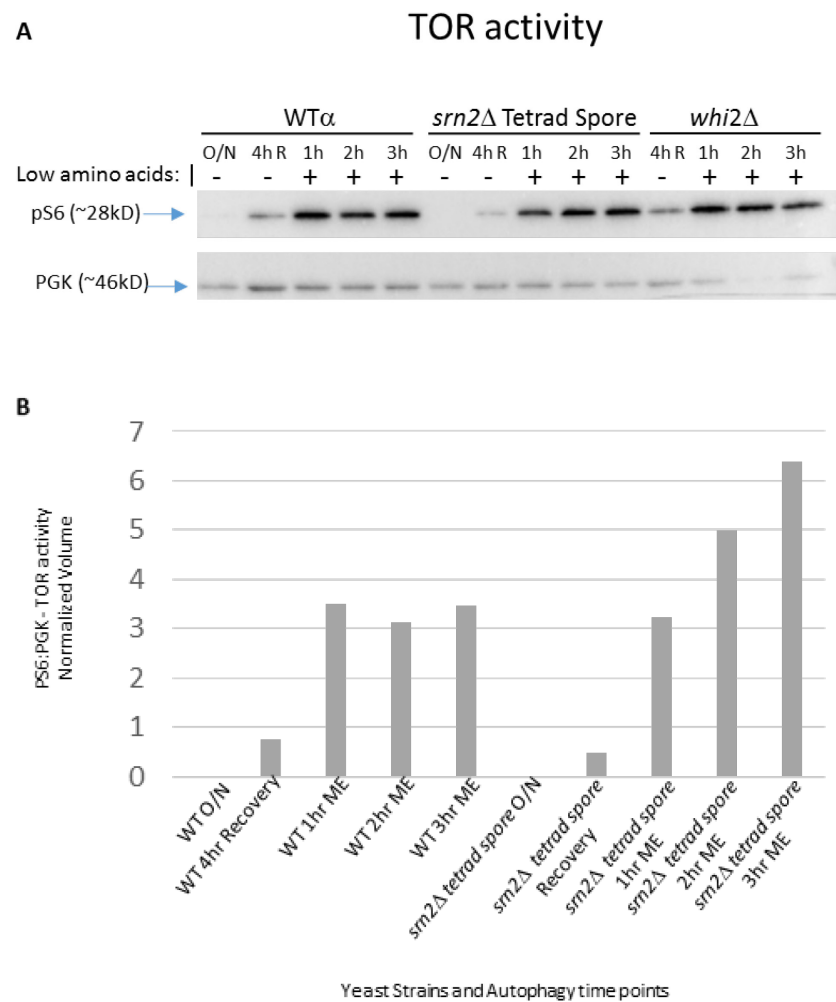 A
TOR activity
WTα srn2Δ Tetrad Spore whi2Δ
O/N 4h R 1h 2h 3h O/N 4h R 1h 2h 3h 4h R 1h 2h 3h
Low amino acids: - - + + + - - + + + - + + +
pS6 (~28kD)
PGK (~46kD)
B
PS6:PGK - TOR activity
Normalized Volume
7
6
5
4
3
2
1
0
WT O/N
WT 4hr Recovery
WT 1hr ME
WT 2hr ME
WT 3hr ME
srn2Δ tetrad spore O/N
srn2Δ tetrad spore
Recovery
srn2Δ tetrad spore
1hr ME
srn2Δ tetrad spore
2hr ME
srn2Δ tetrad spore
3hr ME
Yeast Strains and Autophagy time points